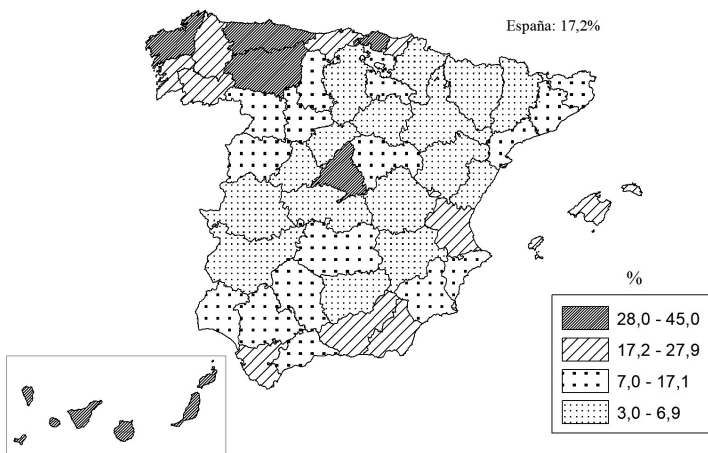 España: 17,2%
%
28,0 - 45,0
17,2 - 27,9
7,0 - 17,1
3,0 - 6,9